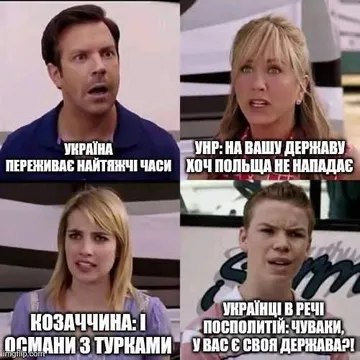 УКРАЇНА
ПЕРЕЖИВАЄ НАЙТЯЖЧІ ЧАСИ
УНР: НА ВАШУ ДЕРЖАВУ
ХОЧ ПОЛЬЩА НЕ НАПАДАЄ
КОЗАЧЧИНА: І
ОСМАНИ З ТУРКАМИ
УКРАЇНЦІ В РЕЧІ
ПОСПОЛИТІЙ: ЧУВАКИ,
У ВАС Є СВОЯ ДЕРЖАВА?!
imgflip.com